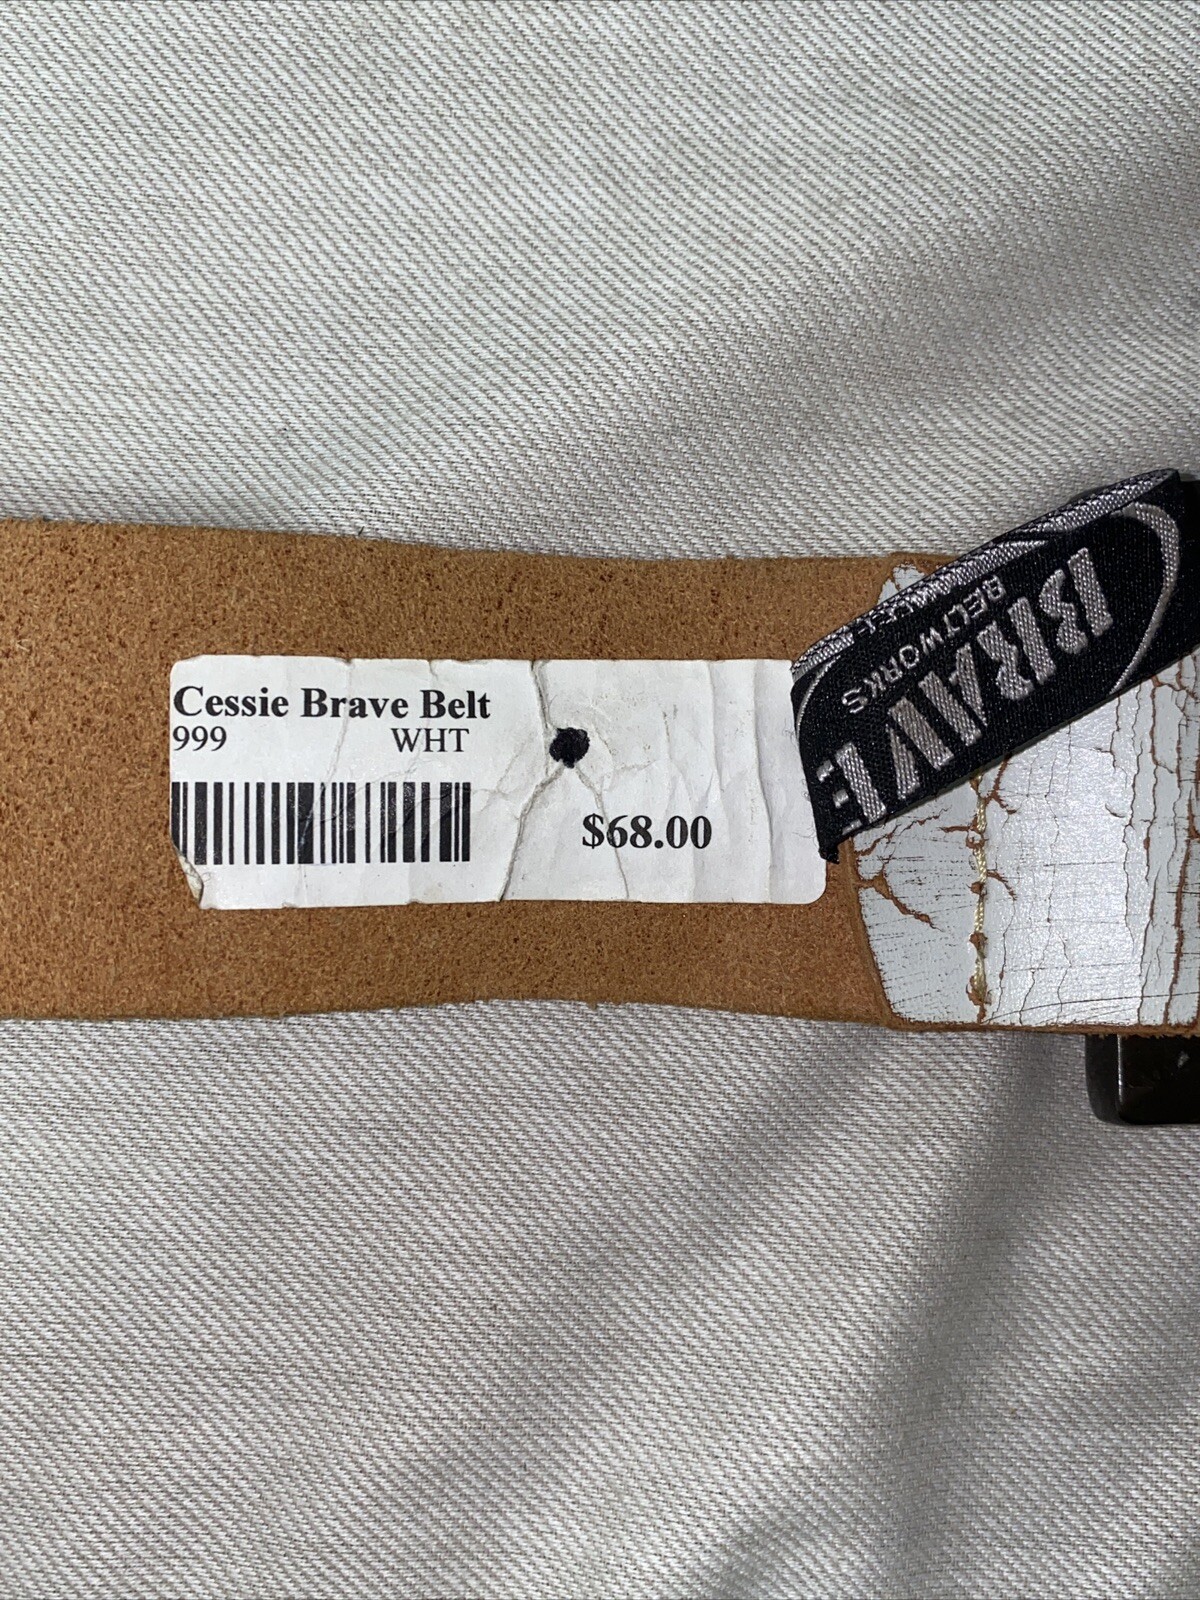 Cessie Brave Belt
999 WHT
$68.00
BRAVE
BELTWORKS